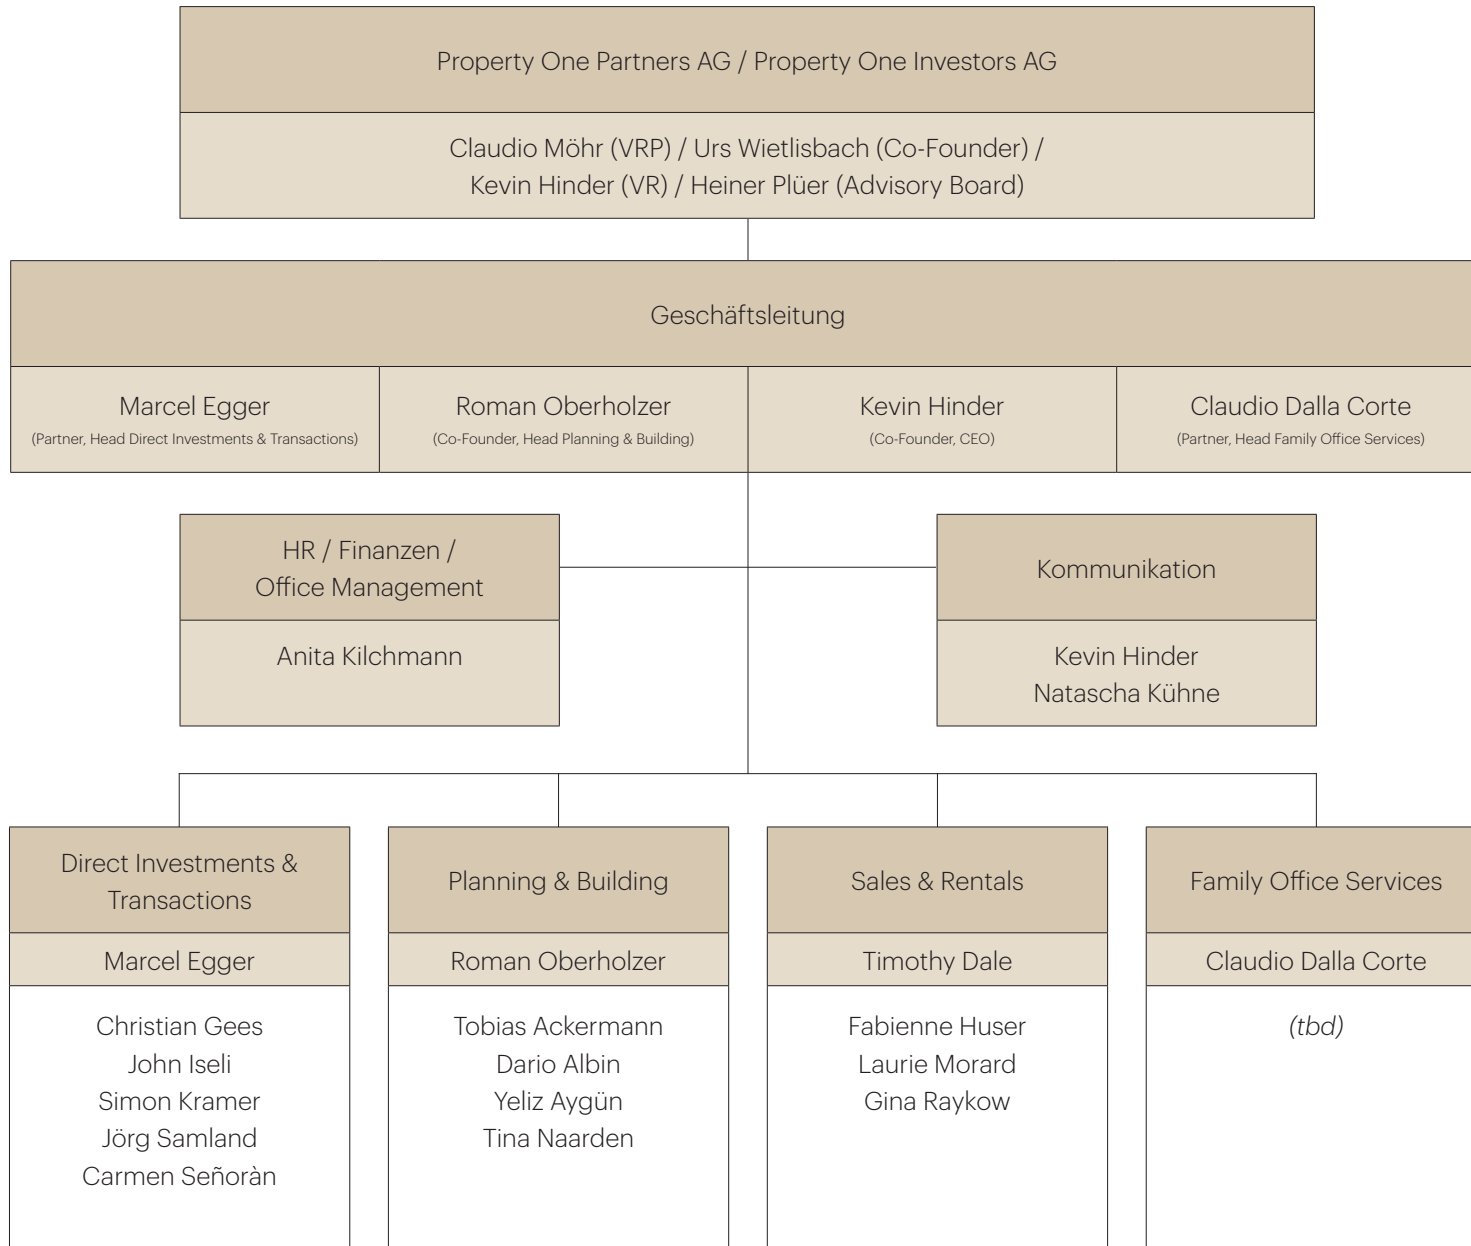 Property One Partners AG / Property One Investors AG
Claudio Möhr (VRP) / Urs Wietlisbach (Co-Founder) /
Kevin Hinder (VR) / Heiner Plüer (Advisory Board)
Geschäftsleitung
Marcel Egger
(Partner, Head Direct Investments & Transactions)
Roman Oberholzer
(Co-Founder, Head Planning & Building)
Kevin Hinder
(Co-Founder, CEO)
Claudio Dalla Corte
(Partner, Head Family Office Services)
HR / Finanzen /
Office Management
Anita Kilchmann
Kommunikation
Kevin Hinder
Natascha Kühne
Direct Investments &
Transactions
Marcel Egger
Christian Gees
John Iseli
Simon Kramer
Jörg Samland
Carmen Señoràn
Planning & Building
Roman Oberholzer
Tobias Ackermann
Dario Albin
Yeliz Aygün
Tina Naarden
Sales & Rentals
Timothy Dale
Fabienne Huser
Laurie Morard
Gina Raykow
Family Office Services
Claudio Dalla Corte
(tbd)